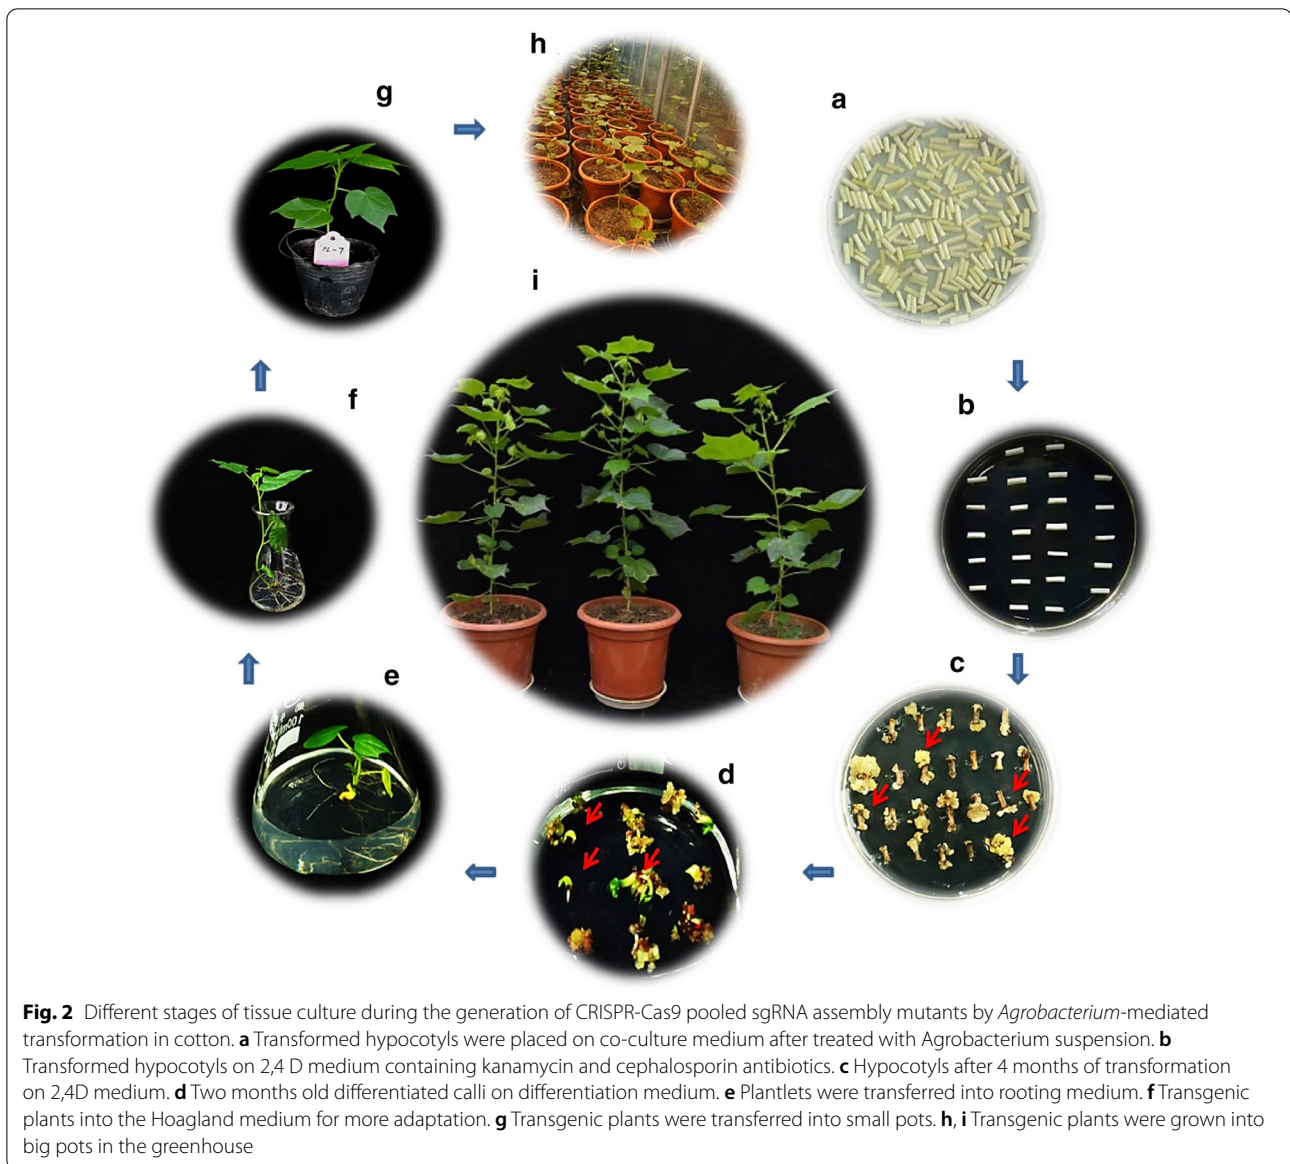 h
g
a
i
b
f
c
e
d
PL-7
100ml
Fig. 2 Different stages of tissue culture during the generation of CRISPR-Cas9 pooled sgRNA assembly mutants by Agrobacterium-mediated
transformation in cotton. a Transformed hypocotyls were placed on co-culture medium after treated with Agrobacterium suspension. b
Transformed hypocotyls on 2,4 D medium containing kanamycin and cephalosporin antibiotics. c Hypocotyls after 4 months of transformation
on 2,4D medium. d Two months old differentiated calli on differentiation medium. e Plantlets were transferred into rooting medium. f Transgenic
plants into the Hoagland medium for more adaptation. g Transgenic plants were transferred into small pots. h, i Transgenic plants were grown into
big pots in the greenhouse